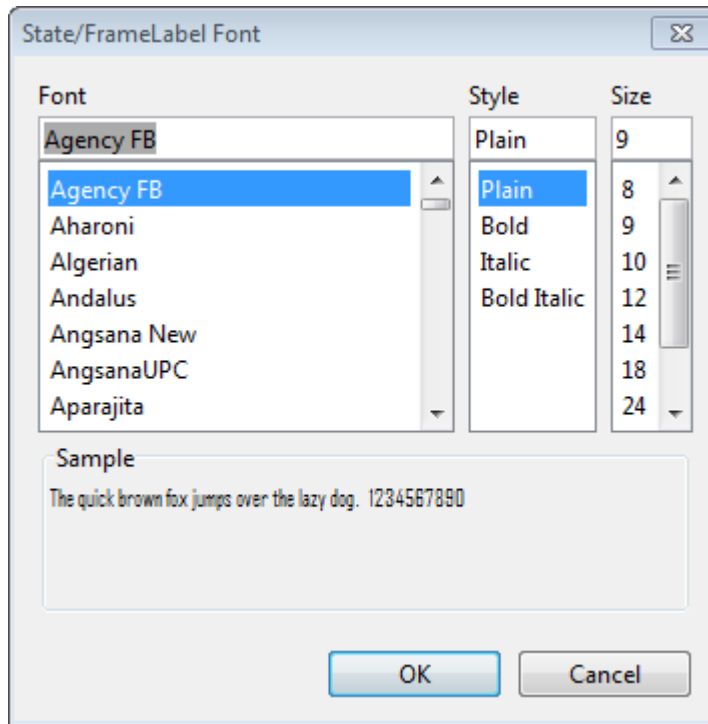 State/FrameLabel Font
Font Style Size
Agency FB Plain 9
Agency FB Plain 8
Aharoni Bold 9
Algerian Italic 10
Andalus Bold Italic 12
Angsana New 14
AngsanaUPC 18
Aparajita 24
Sample
The quick brown fox jumps over the lazy dog. 1234567890
OK Cancel